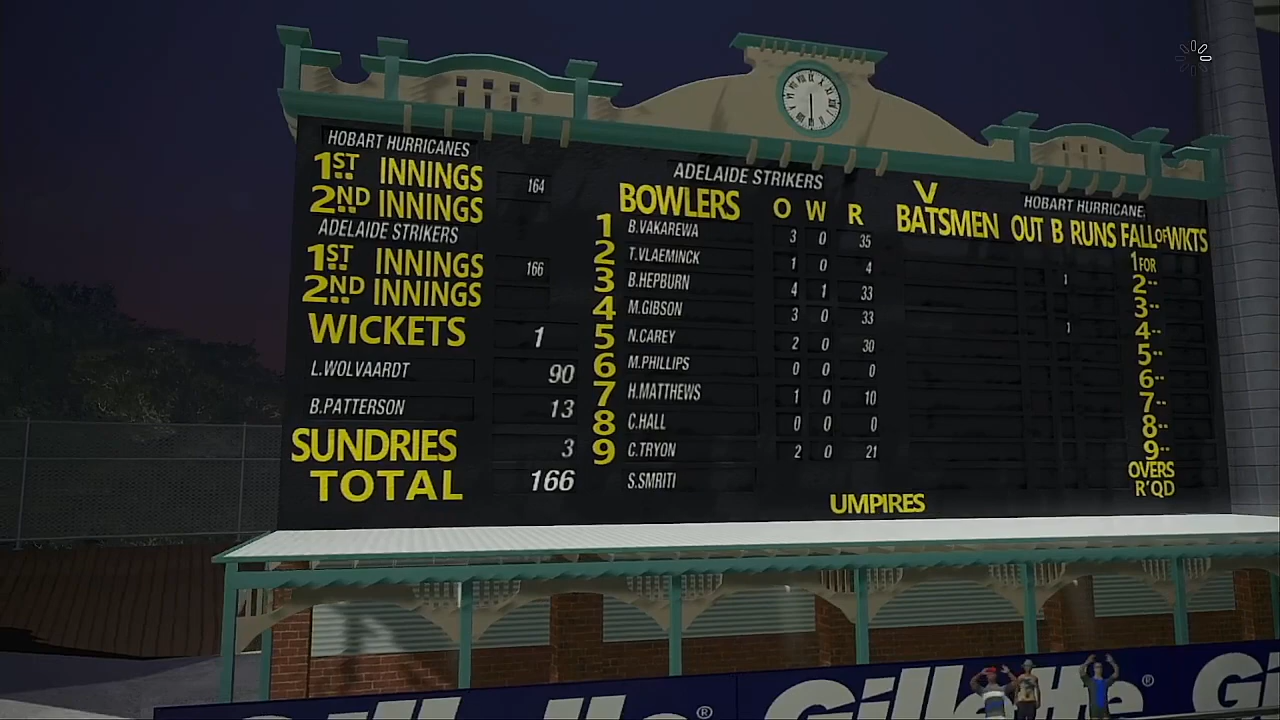 HOBART HURRICANES
1ST INNINGS 164
2ND INNINGS
ADELAIDE STRIKERS
1ST INNINGS 166
2ND INNINGS
WICKETS 1
L.WOLVAARDT 90
B.PATTERSON 13
SUNDRIES 3
TOTAL 166
ADELAIDE STRIKERS
BOWLERS O W R
1 B.VAKAREWA 3 0 35
2 T.VLAEMINCK 1 0 4
3 B.HEPBURN 4 1 33
4 M.GIBSON 3 0 33
5 N.CAREY 2 0 30
6 M.PHILLIPS 0 0 0
7 H.MATTHEWS 1 0 10
8 C.HALL 0 0 0
9 C.TRYON 2 0 21
S.SMRITI
UMPIRES
V
HOBART HURRICANE
BATSMEN OUT B RUNS FALL OF WKTS
1 FOR
1 2"
3"
1 4"
5"
6"
7"
8"
9"
OVERS
R'QD
Gillette® Gillette® Gi